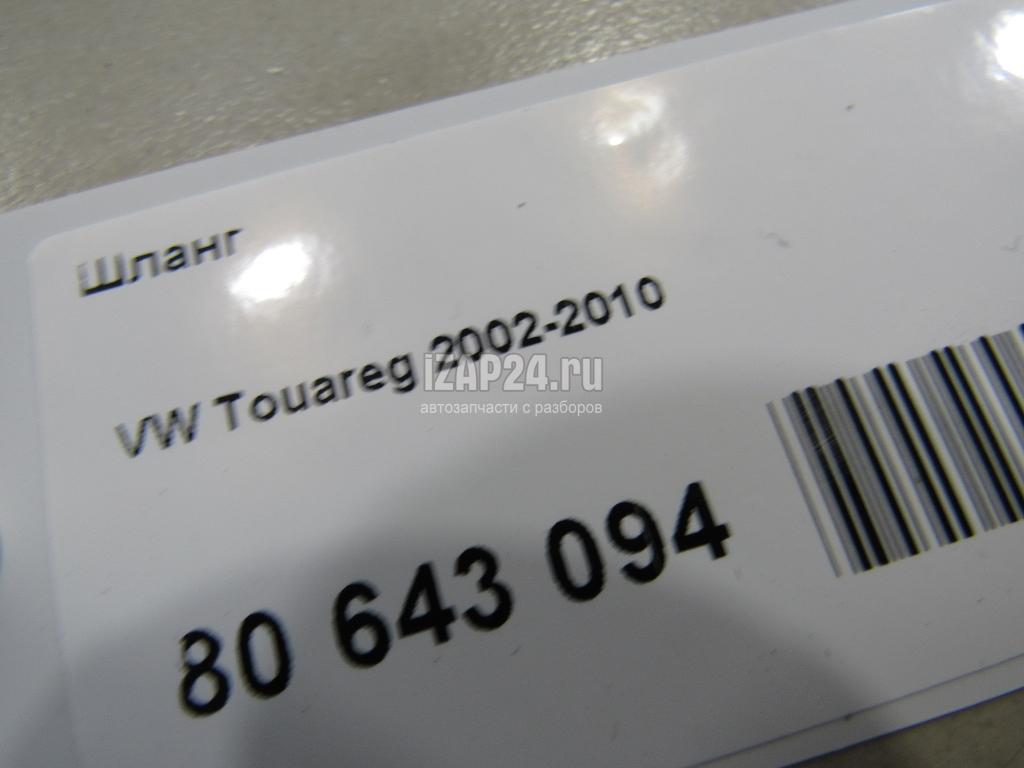 Шланг
VW Touareg 2002-2010
iZAP24.ru
автозапчасти с разборов
80 643 094